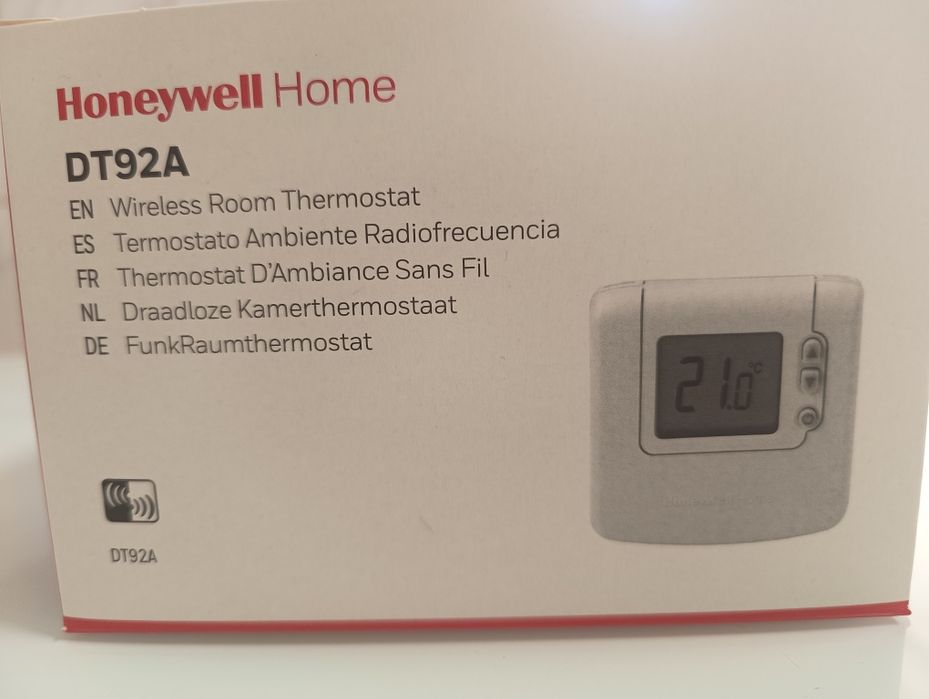 Honeywell Home
DT92A
EN Wireless Room Thermostat
ES Termostato Ambiente Radiofrecuencia
FR Thermostat D'Ambiance Sans Fil
NL Draadloze Kamerthermostaat
DE FunkRaumthermostat
21.0 °C
DT92A